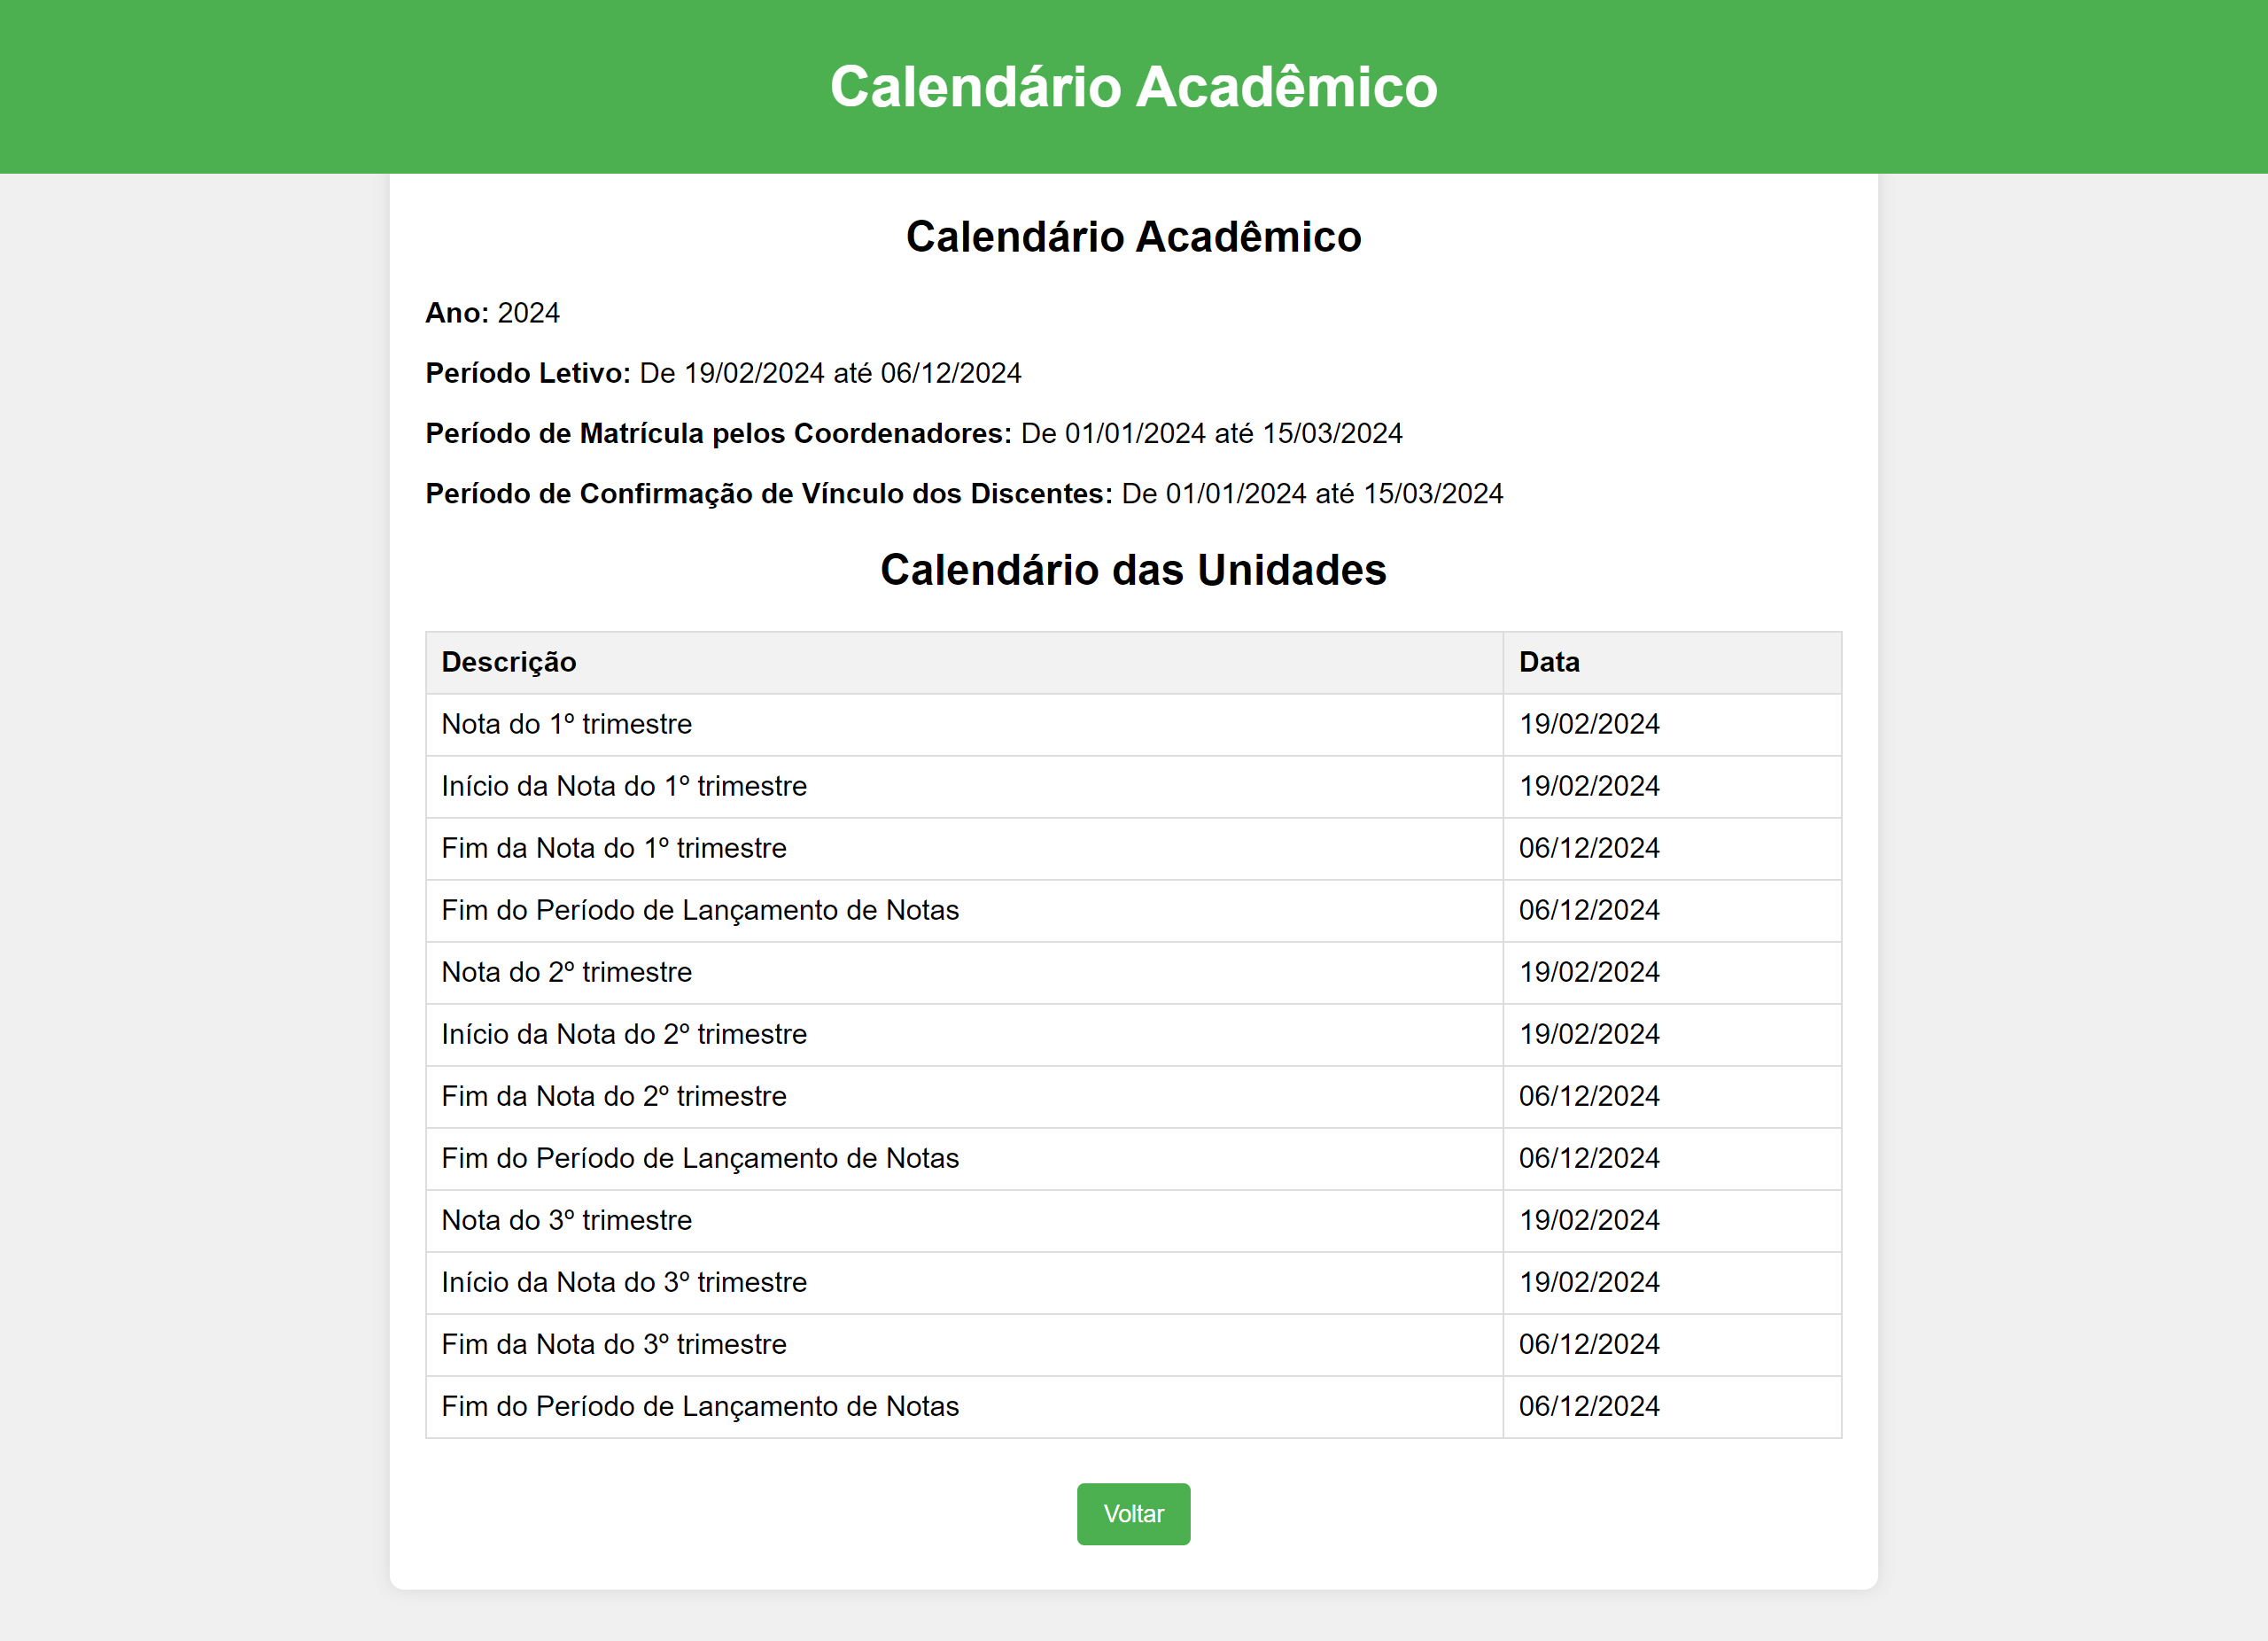 Calendário Acadêmico
Calendário Acadêmico
Ano: 2024
Período Letivo: De 19/02/2024 até 06/12/2024
Período de Matrícula pelos Coordenadores: De 01/01/2024 até 15/03/2024
Período de Confirmação de Vínculo dos Discentes: De 01/01/2024 até 15/03/2024
Calendário das Unidades
Descrição Data
Nota do 1º trimestre 19/02/2024
Início da Nota do 1º trimestre 19/02/2024
Fim da Nota do 1º trimestre 06/12/2024
Fim do Período de Lançamento de Notas 06/12/2024
Nota do 2º trimestre 19/02/2024
Início da Nota do 2º trimestre 19/02/2024
Fim da Nota do 2º trimestre 06/12/2024
Fim do Período de Lançamento de Notas 06/12/2024
Nota do 3º trimestre 19/02/2024
Início da Nota do 3º trimestre 19/02/2024
Fim da Nota do 3º trimestre 06/12/2024
Fim do Período de Lançamento de Notas 06/12/2024
Voltar